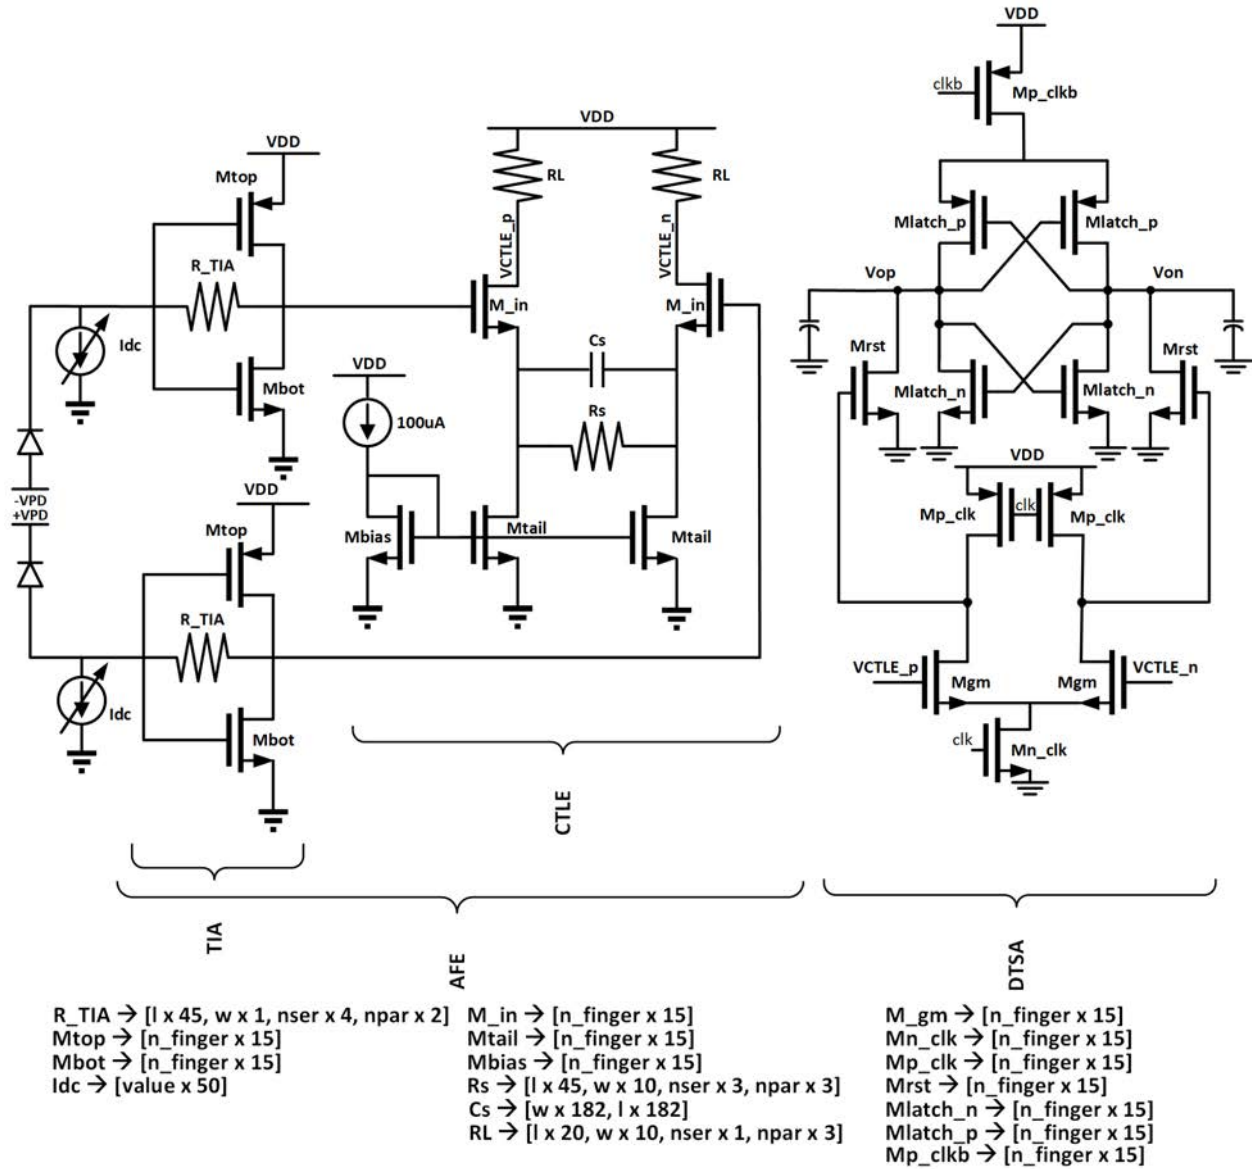 VDD
clkb
Mp_clkb
VDD
VDD
Mtop
RL
RL
Mlatch_p
Mlatch_p
VCTLE_p
VCTLE_n
R_TIA
Vop
Von
M_in
M_in
Idc
Cs
Mrst
Mrst
VDD
Mbot
Mlatch_n
Mlatch_n
100uA
Rs
VDD
VDD
-VPD
+VPD
Mtop
Mbias
Mtail
Mtail
Mp_clk
clk
Mp_clk
R_TIA
VCTLE_p
VCTLE_n
Mgm
Mgm
Idc
Mbot
clk
Mn_clk
CTLE
TIA
AFE
DTSA
R_TIA → [l x 45, w x 1, nser x 4, npar x 2]
Mtop → [n_finger x 15]
Mbot → [n_finger x 15]
Idc → [value x 50]
M_in → [n_finger x 15]
Mtail → [n_finger x 15]
Mbias → [n_finger x 15]
Rs → [l x 45, w x 10, nser x 3, npar x 3]
Cs → [w x 182, l x 182]
RL → [l x 20, w x 10, nser x 1, npar x 3]
M_gm → [n_finger x 15]
Mn_clk → [n_finger x 15]
Mp_clk → [n_finger x 15]
Mrst → [n_finger x 15]
Mlatch_n → [n_finger x 15]
Mlatch_p → [n_finger x 15]
Mp_clkb → [n_finger x 15]